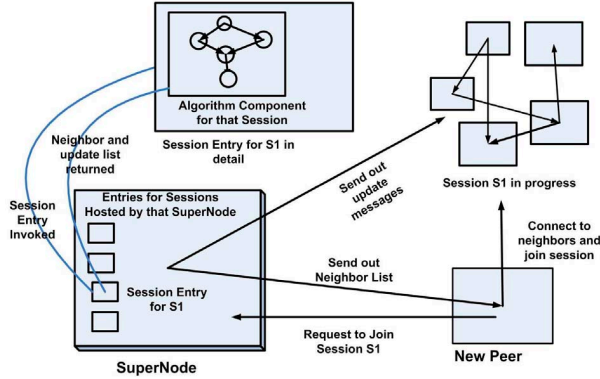 Algorithm Component
for that Session
Session Entry for S1 in
detail
Neighbor and
update list
returned
Session
Entry
Invoked
Entries for Sessions
Hosted by that SuperNode
Session Entry
for S1
SuperNode
Send out
update
messages
Session S1 in progress
Send out
Neighbor List
Connect to
neighbors and
join session
Request to Join
Session S1
New Peer